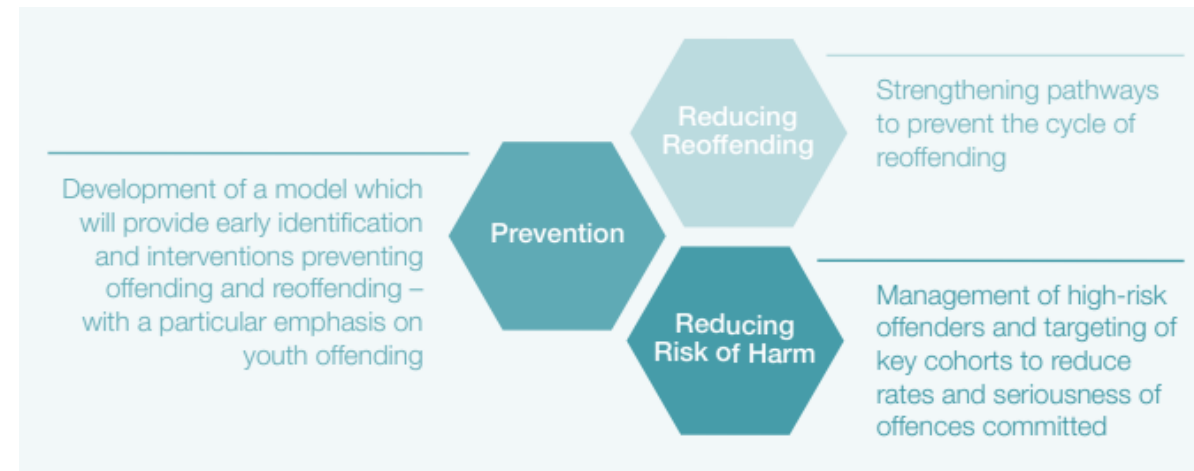 Reducing
Reoffending
Strengthening pathways
to prevent the cycle of
reoffending
Development of a model which
will provide early identification
and interventions preventing
offending and reoffending –
with a particular emphasis on
youth offending
Prevention
Reducing
Risk of Harm
Management of high-risk
offenders and targeting of
key cohorts to reduce
rates and seriousness of
offences committed